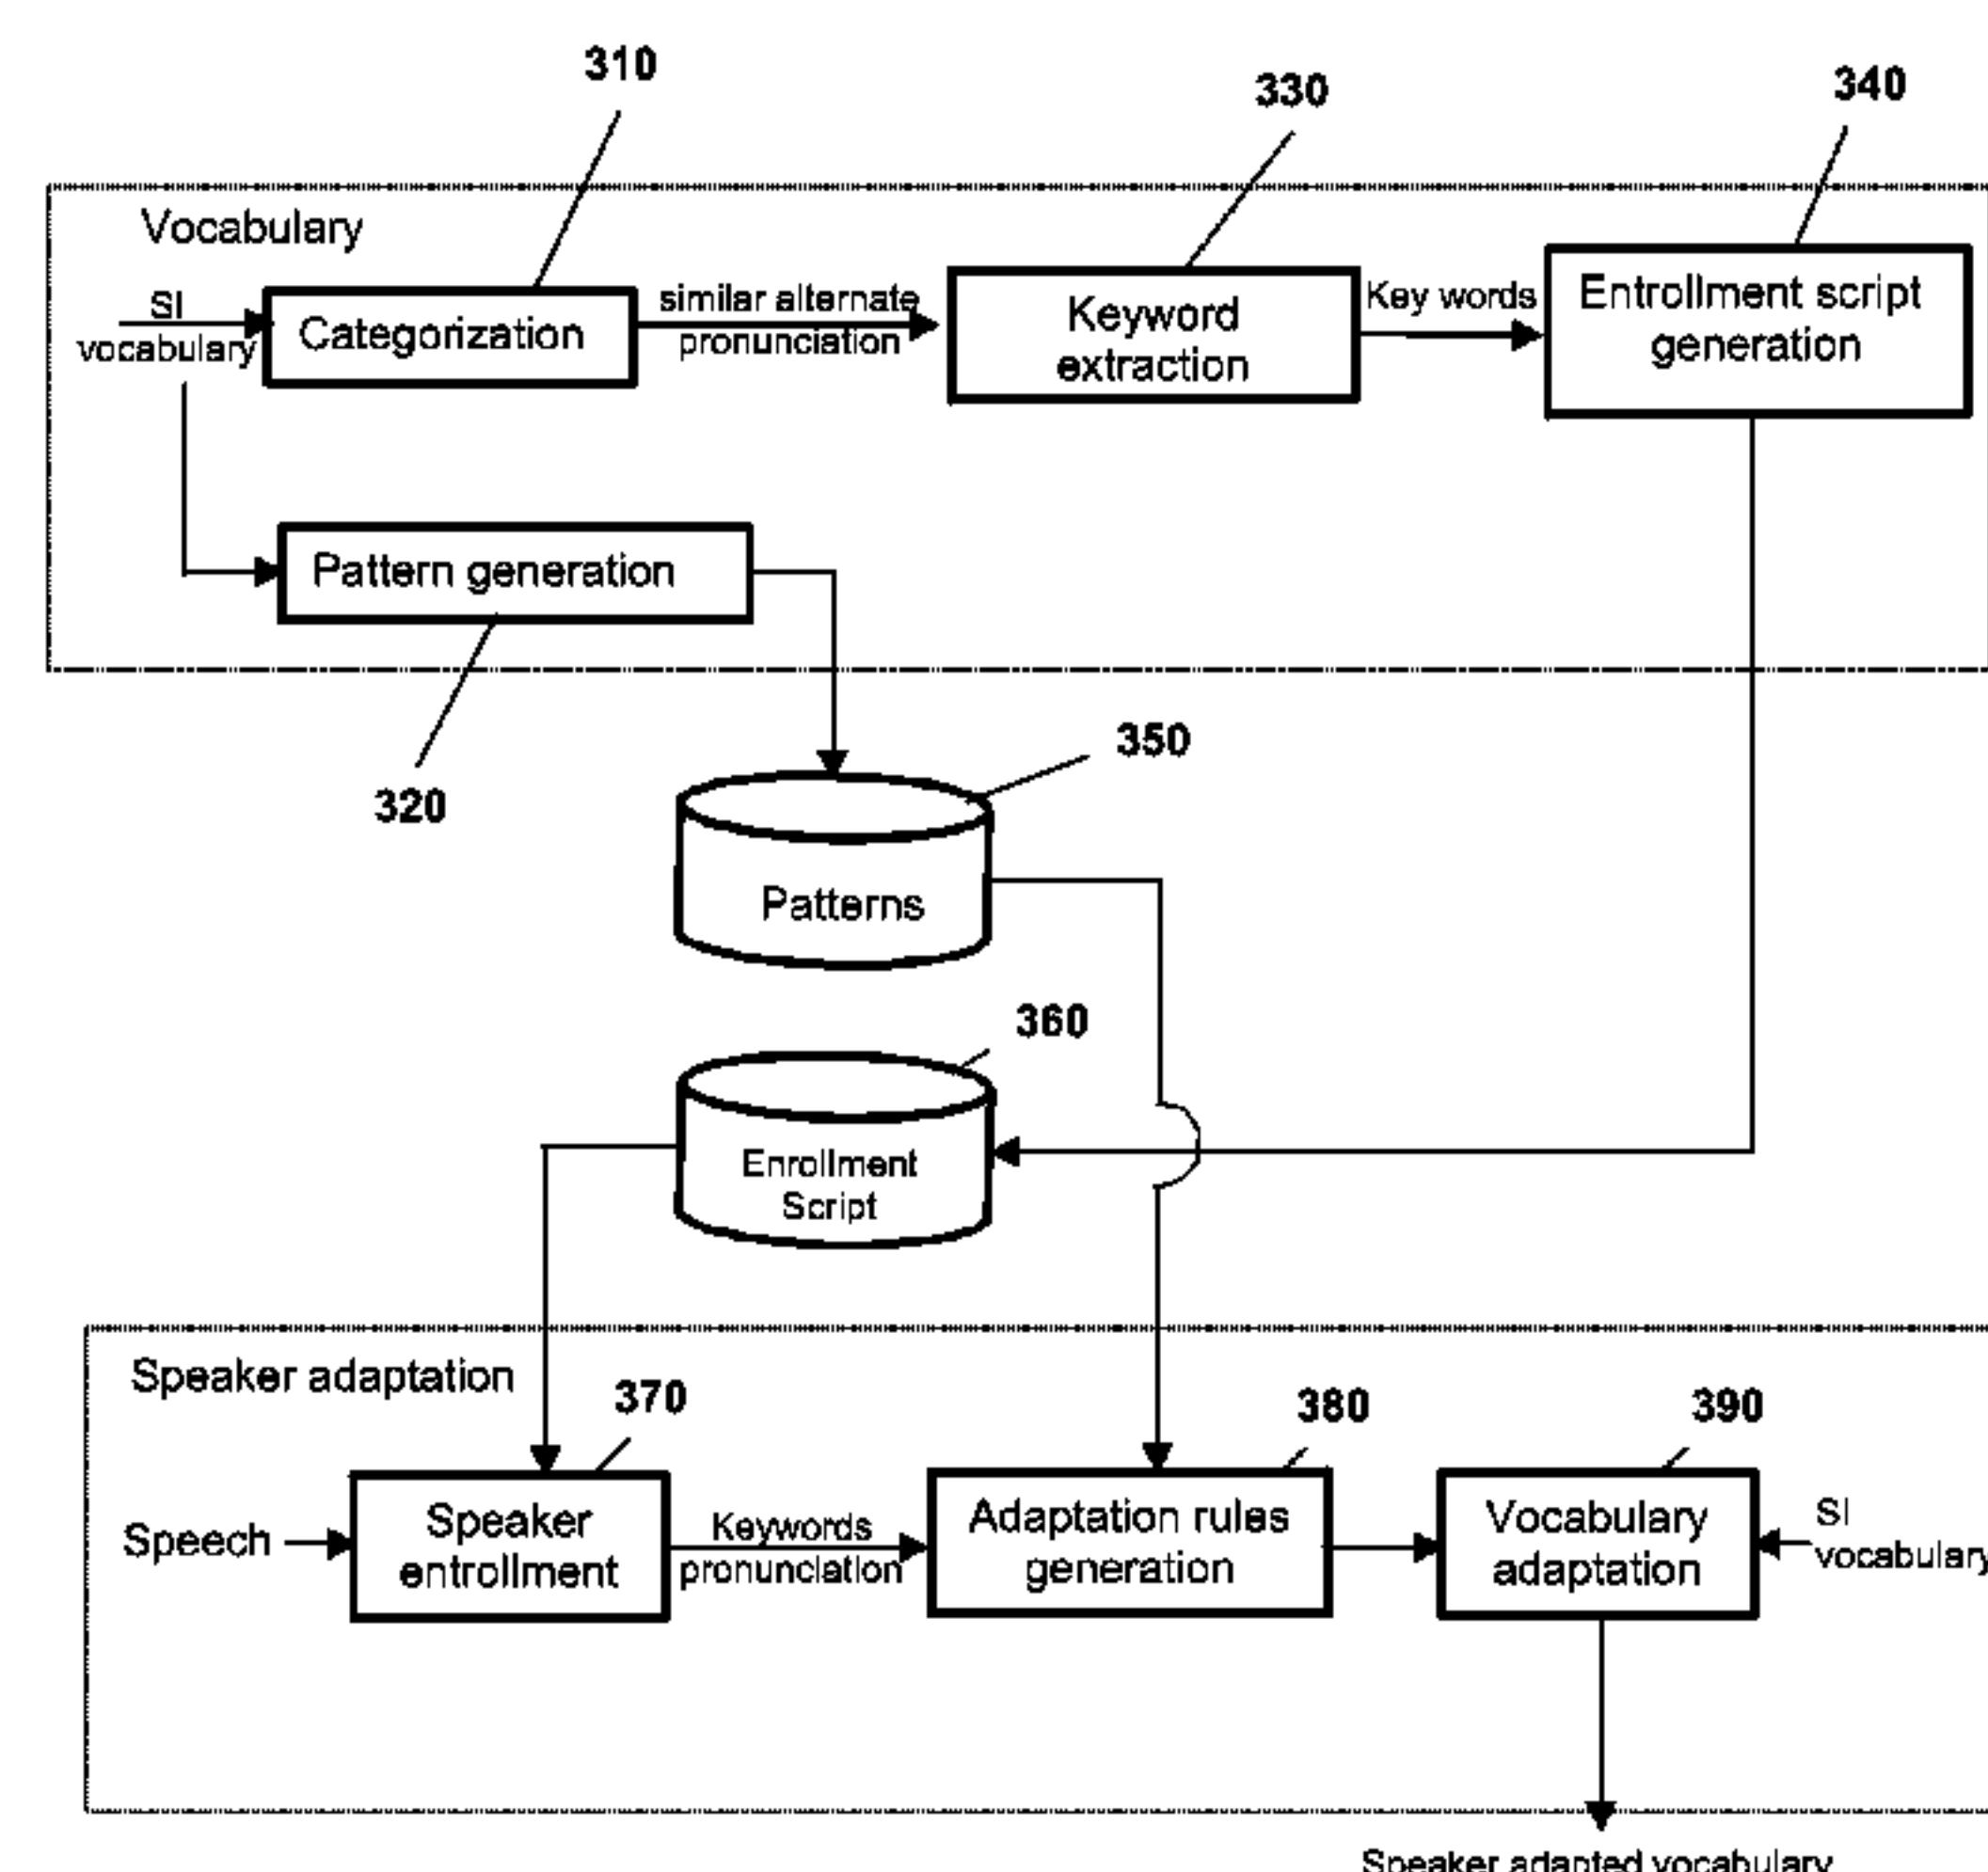 310
330
340
Vocabulary
SI
vocabulary
Categorization
similar alternate
pronunciation
Keyword
extraction
Key words
Entrollment script
generation
Pattern generation
320
350
Patterns
360
Enrollment
Script
Speaker adaptation
370
380
390
Speech
Speaker
entrollment
Keywords
pronunciation
Adaptation rules
generation
Vocabulary
adaptation
SI
vocabulary
Speaker adapted vocabulary